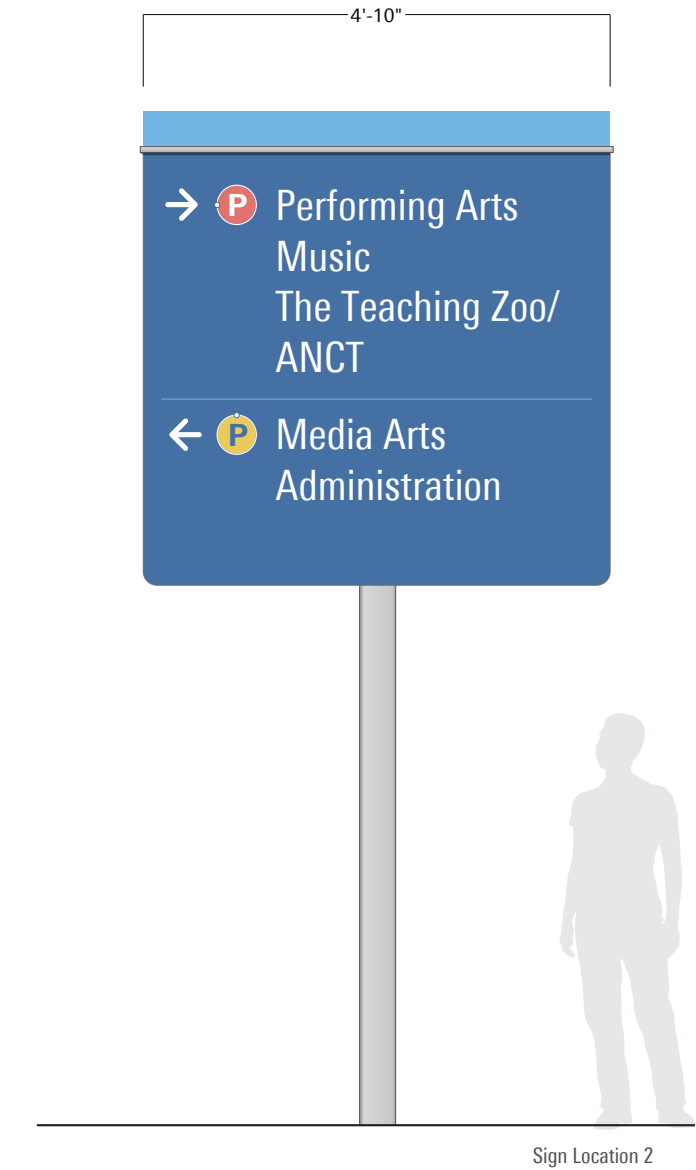 4'-10"
→ P Performing Arts
Music
The Teaching Zoo/
ANCT
← P Media Arts
Administration
Sign Location 2